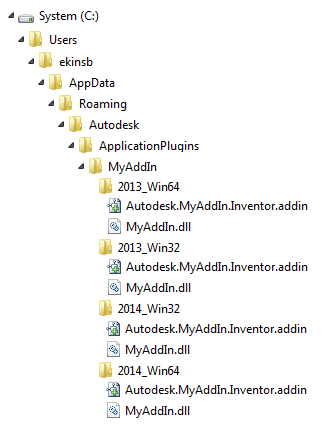 System (C:)
Users
ekinsb
AppData
Roaming
Autodesk
ApplicationPlugins
MyAddIn
2013_Win64
Autodesk.MyAddIn.Inventor.addin
MyAddIn.dll
2013_Win32
Autodesk.MyAddIn.Inventor.addin
MyAddIn.dll
2014_Win32
Autodesk.MyAddIn.Inventor.addin
MyAddIn.dll
2014_Win64
Autodesk.MyAddIn.Inventor.addin
MyAddIn.dll